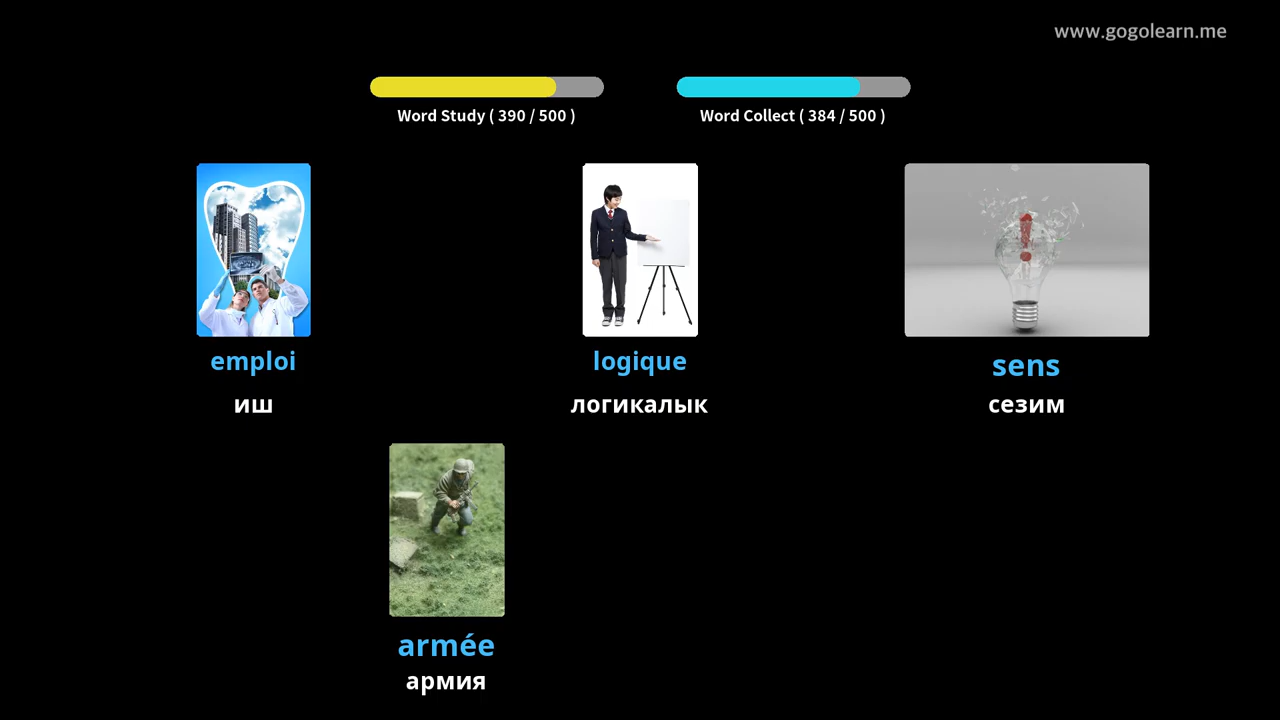 www.gogolearn.me
Word Study ( 390 / 500 )
Word Collect ( 384 / 500 )
emploi
иш
logique
логикалык
sens
сезим
armée
армия